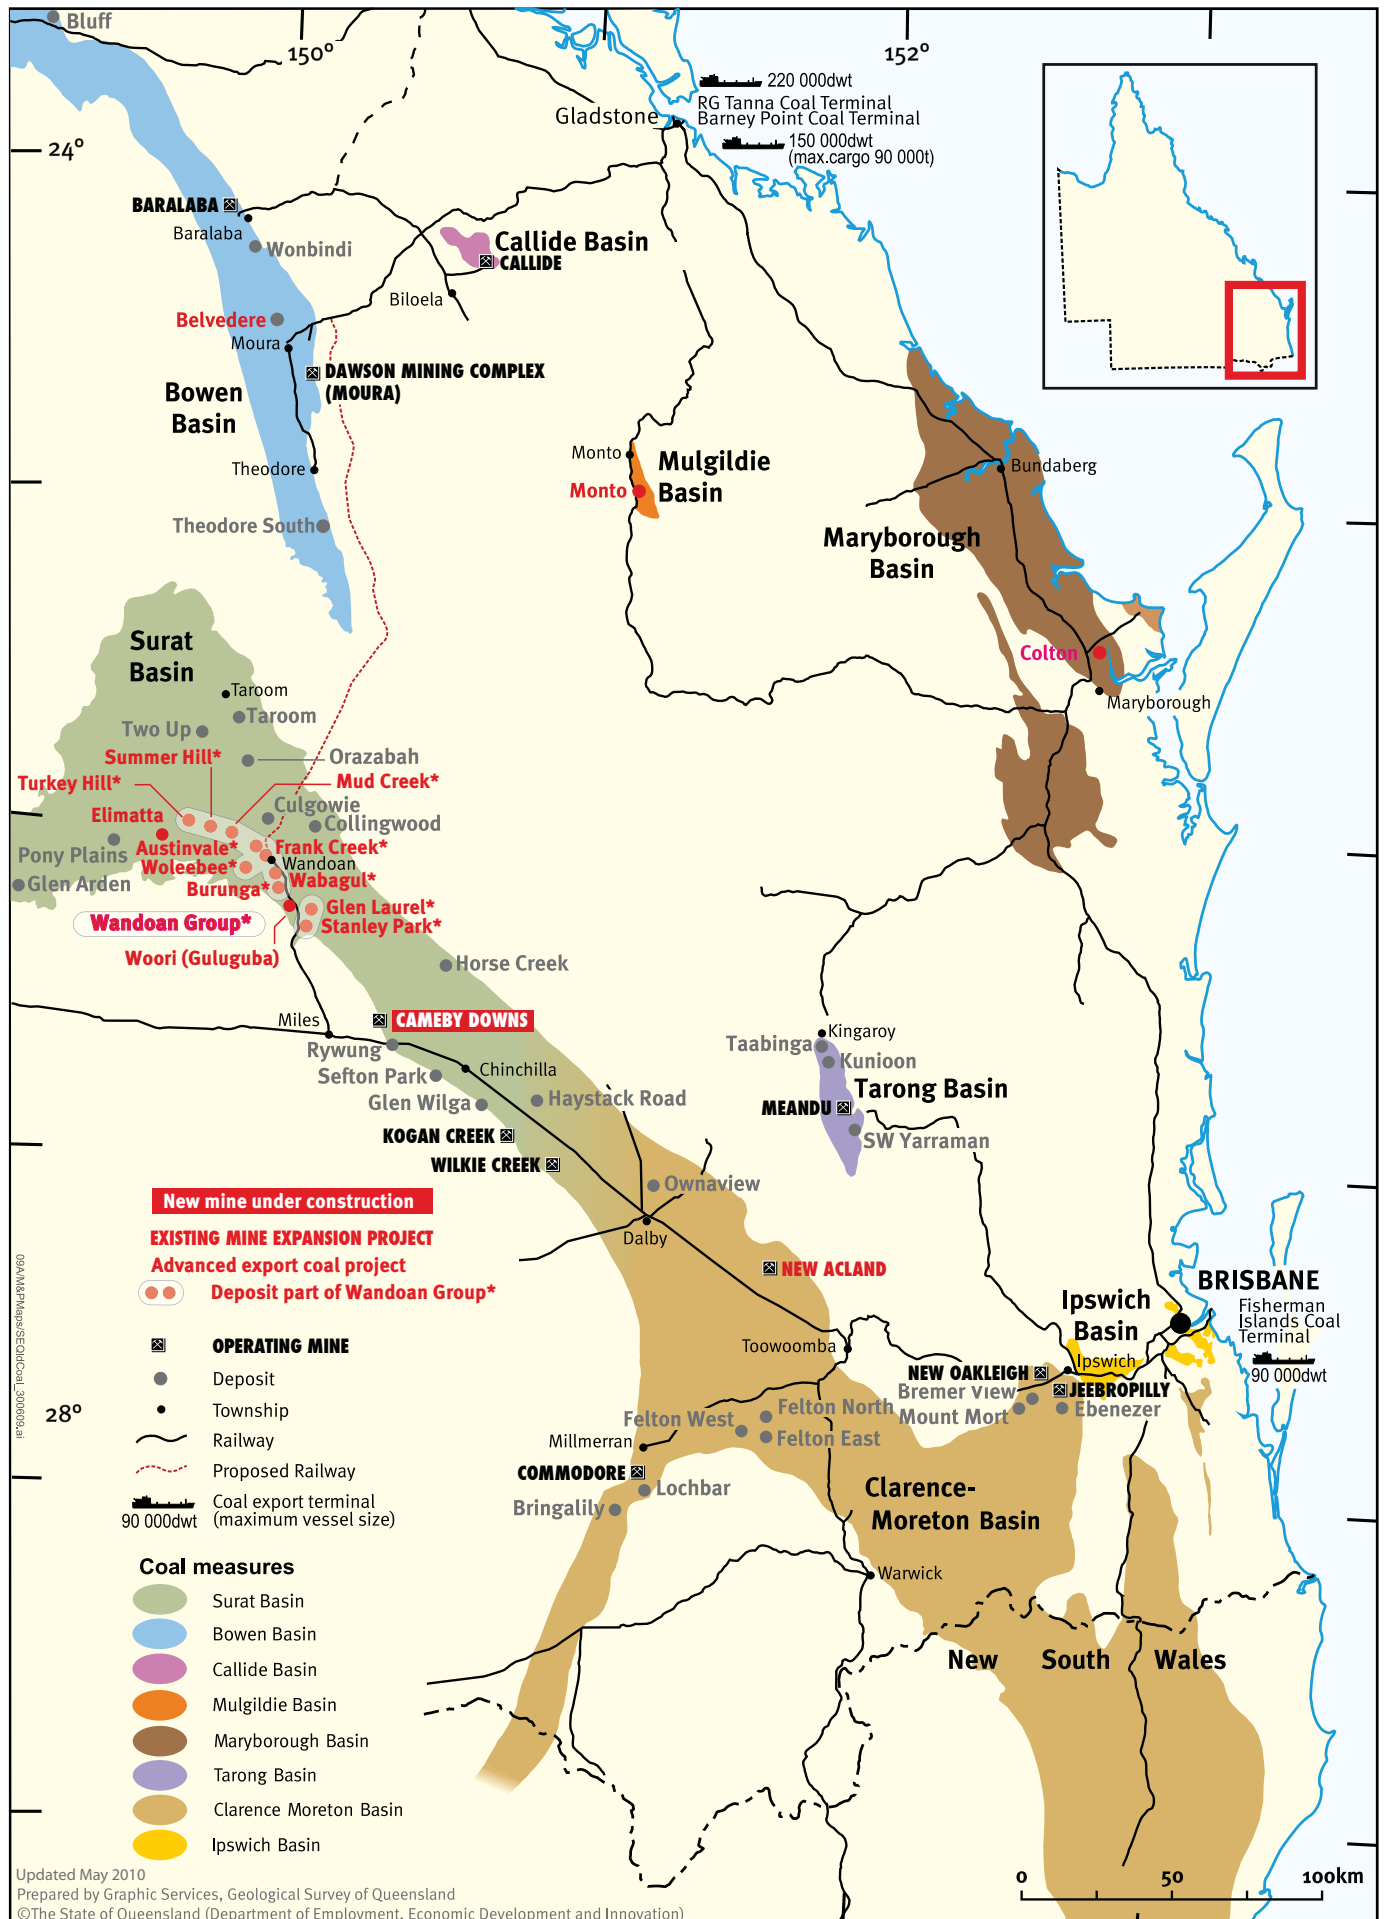 Bluff
150°
152°
220 000dwt
RG Tanna Coal Terminal
Barney Point Coal Terminal
Gladstone
150 000dwt
(max.cargo 90 000t)
24°
BARALABA
Baralaba
Wonbindi
Callide Basin
CALLIDE
Biloela
Belvedere
Moura
DAWSON MINING COMPLEX
(MOURA)
Bowen
Basin
Theodore
Theodore South
Monto
Mulgildie
Basin
Monto
Bundaberg
Maryborough
Basin
Colton
Maryborough
Surat
Basin
Taroom
Taroom
Two Up
Summer Hill*
Orazabah
Turkey Hill*
Mud Creek*
Culgowie
Elimatta
Collingwood
Austinvale*
Frank Creek*
Pony Plains
Wandoan
Woleebee*
Wabagul*
Glen Arden
Burunga*
Glen Laurel*
Wandoan Group*
Stanley Park*
Woori (Guluguba)
Horse Creek
Miles
CAMEBY DOWNS
Rywung
Chinchilla
Sefton Park
Glen Wilga
Haystack Road
KOGAN CREEK
WILKIE CREEK
Kingaroy
Taabinga
Kunioon
Tarong Basin
MEANDU
SW Yarraman
Ownaview
Dalby
NEW ACLAND
Toowoomba
Ipswich
Basin
BRISBANE
Fisherman
Islands Coal
Terminal
90 000dwt
Ipswich
NEW OAKLEIGH
JEEBROPILLY
Bremer View
Mount Mort
Ebenezer
Felton North
Felton West
Felton East
Millmerran
COMMODORE
Lochbar
Bringalily
Clarence-
Moreton Basin
Warwick
New South Wales
New mine under construction
EXISTING MINE EXPANSION PROJECT
Advanced export coal project
Deposit part of Wandoan Group*
OPERATING MINE
Deposit
28°
Township
Railway
Proposed Railway
Coal export terminal
90 000dwt
(maximum vessel size)
Coal measures
Surat Basin
Bowen Basin
Callide Basin
Mulgildie Basin
Maryborough Basin
Tarong Basin
Clarence Moreton Basin
Ipswich Basin
09A/M&PMaps/SEQldCoal_300609.ai
0 50 100km
Updated May 2010
Prepared by Graphic Services, Geological Survey of Queensland
©The State of Queensland (Department of Employment, Economic Development and Innovation)